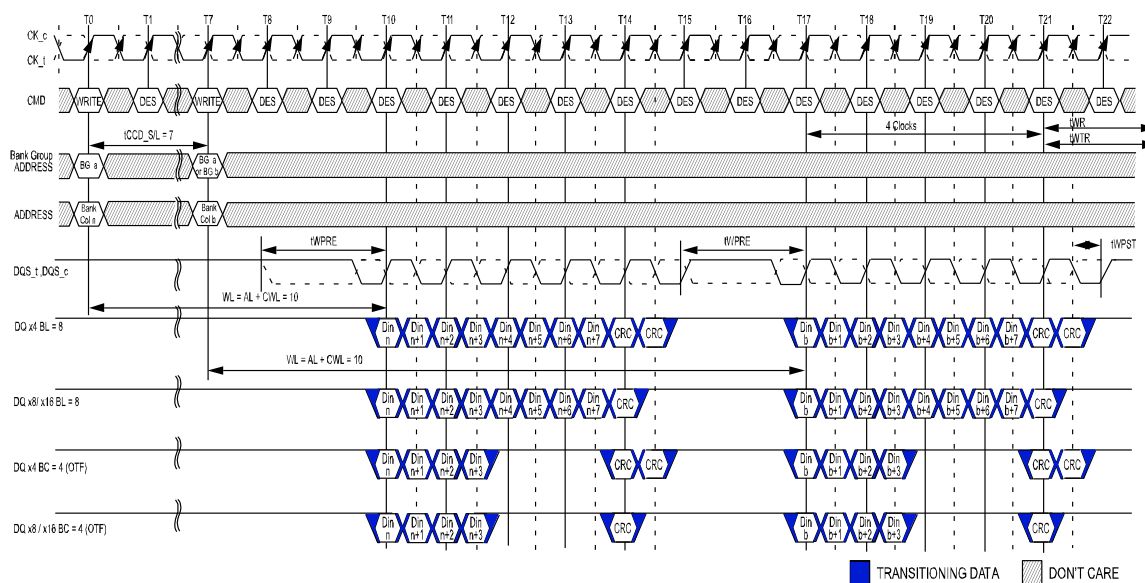 T0 T1 T7 T8 T9 T10 T11 T12 T13 T14 T15 T16 T17 T18 T19 T20 T21 T22
CK_c
CK_t
CMD WRITE DES WRITE DES DES DES DES DES DES DES DES DES DES DES DES DES DES DES
tCCD_S/L = 7 4 Clocks tWR
tWTR
Bank Group
ADDRESS BG a BG a
or BG b
ADDRESS Bank
Col n Bank
Col b
tWPRE tWPRE tWPST
DQS_t ,DQS_c
WL = AL + CWL = 10
DQ x4 BL = 8 Din
n Din
n+1 Din
n+2 Din
n+3 Din
n+4 Din
n+5 Din
n+6 Din
n+7 CRC CRC Din
b Din
b+1 Din
b+2 Din
b+3 Din
b+4 Din
b+5 Din
b+6 Din
b+7 CRC CRC
WL = AL + CWL = 10
DQ x8/ x16 BL = 8 Din
n Din
n+1 Din
n+2 Din
n+3 Din
n+4 Din
n+5 Din
n+6 Din
n+7 CRC Din
b Din
b+1 Din
b+2 Din
b+3 Din
b+4 Din
b+5 Din
b+6 Din
b+7 CRC
DQ x4 BC = 4 (OTF) Din
n Din
n+1 Din
n+2 Din
n+3 CRC CRC Din
b Din
b+1 Din
b+2 Din
b+3 CRC CRC
DQ x8 / x16 BC = 4 (OTF) Din
n Din
n+1 Din
n+2 Din
n+3 CRC Din
b Din
b+1 Din
b+2 Din
b+3 CRC
TRANSITIONING DATA DON'T CARE